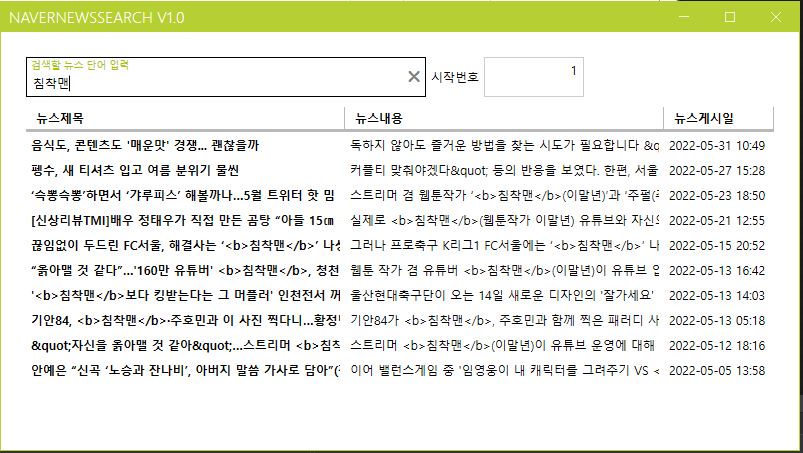 NAVERNEWSSEARCH V1.0
검색할 뉴스 단어 입력
침착맨 시작번호 1
뉴스제목 뉴스내용 뉴스게시일
음식도, 콘텐츠도 '매운맛' 경쟁... 괜찮을까 독하지 않아도 즐거운 방법을 찾는 시도가 필요합니다 &qu 2022-05-31 10:49
펭수, 새 티셔츠 입고 여름 분위기 물씬 커플티 맞춰야겠다&quot; 등의 반응을 보였다. 한편, 서울 2022-05-27 15:28
‘슥뽕슥뽕’하면서 ‘갸루피스’ 해볼까나…5월 트위터 핫 밈 스트리머 겸 웹툰작가 ‘<b>침착맨</b>(이말년)’과 ‘주펄( 2022-05-23 18:50
[신상리뷰TMI]배우 정태우가 직접 만든 곰탕 “아들 15㎝ 실제로 <b>침착맨</b>(웹툰작가 이말년) 유튜브와 자신의 2022-05-21 12:55
끊임없이 두드린 FC서울, 해결사는 ‘<b>침착맨</b>’ 나상 그러나 프로축구 K리그1 FC서울에는 ‘<b>침착맨</b>’ 나 2022-05-15 20:52
“옭아맬 것 같다”…'160만 유튜버' <b>침착맨</b>, 청천 웹툰 작가 겸 유튜버 <b>침착맨</b>(이말년)이 유튜브 업 2022-05-13 16:42
'<b>침착맨</b>보다 킹받는다는 그 머플러' 인천전서 꺼 울산현대축구단이 오는 14일 새로운 디자인의 '잘가세요' 2022-05-13 14:03
기안84, <b>침착맨</b>·주호민과 이 사진 찍다니…황정민 기안84가 <b>침착맨</b>, 주호민과 함께 찍은 패러디 사 2022-05-13 05:18
&quot;자신을 옭아맬 것 같아&quot;…스트리머 <b>침착 스트리머 <b>침착맨</b>(이말년)이 유튜브 운영에 대해 2022-05-12 18:16
안예은 “신곡 ‘노승과 잔나비’, 아버지 말씀 가사로 담아”( 이어 밸런스게임 중 '임영웅이 내 캐릭터를 그려주기 VS < 2022-05-05 13:58